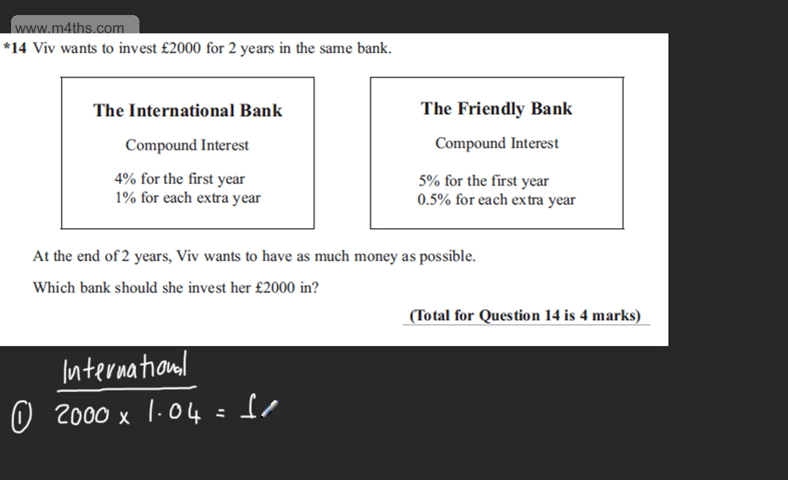 www.m4ths.com
*14 Viv wants to invest £2000 for 2 years in the same bank.
The International Bank
Compound Interest
4% for the first year
1% for each extra year
The Friendly Bank
Compound Interest
5% for the first year
0.5% for each extra year
At the end of 2 years, Viv wants to have as much money as possible.
Which bank should she invest her £2000 in?
(Total for Question 14 is 4 marks)
International
① 2000 x 1.04 = £